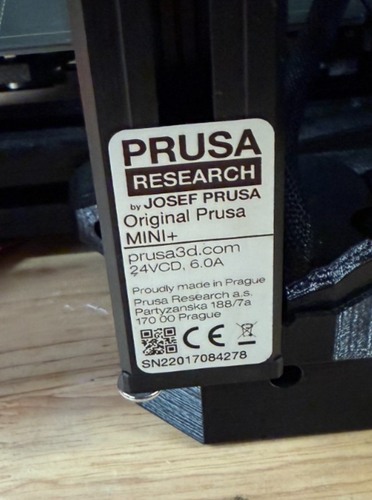 PRUSA
RESEARCH
by JOSEF PRUSA
Original Prusa
MINI+
prusa3d.com
24VCD, 6.0A
Proudly made in Prague
Prusa Research a.s.
Partyzanska 188/7a
170 00 Prague
CE
SN22017084278